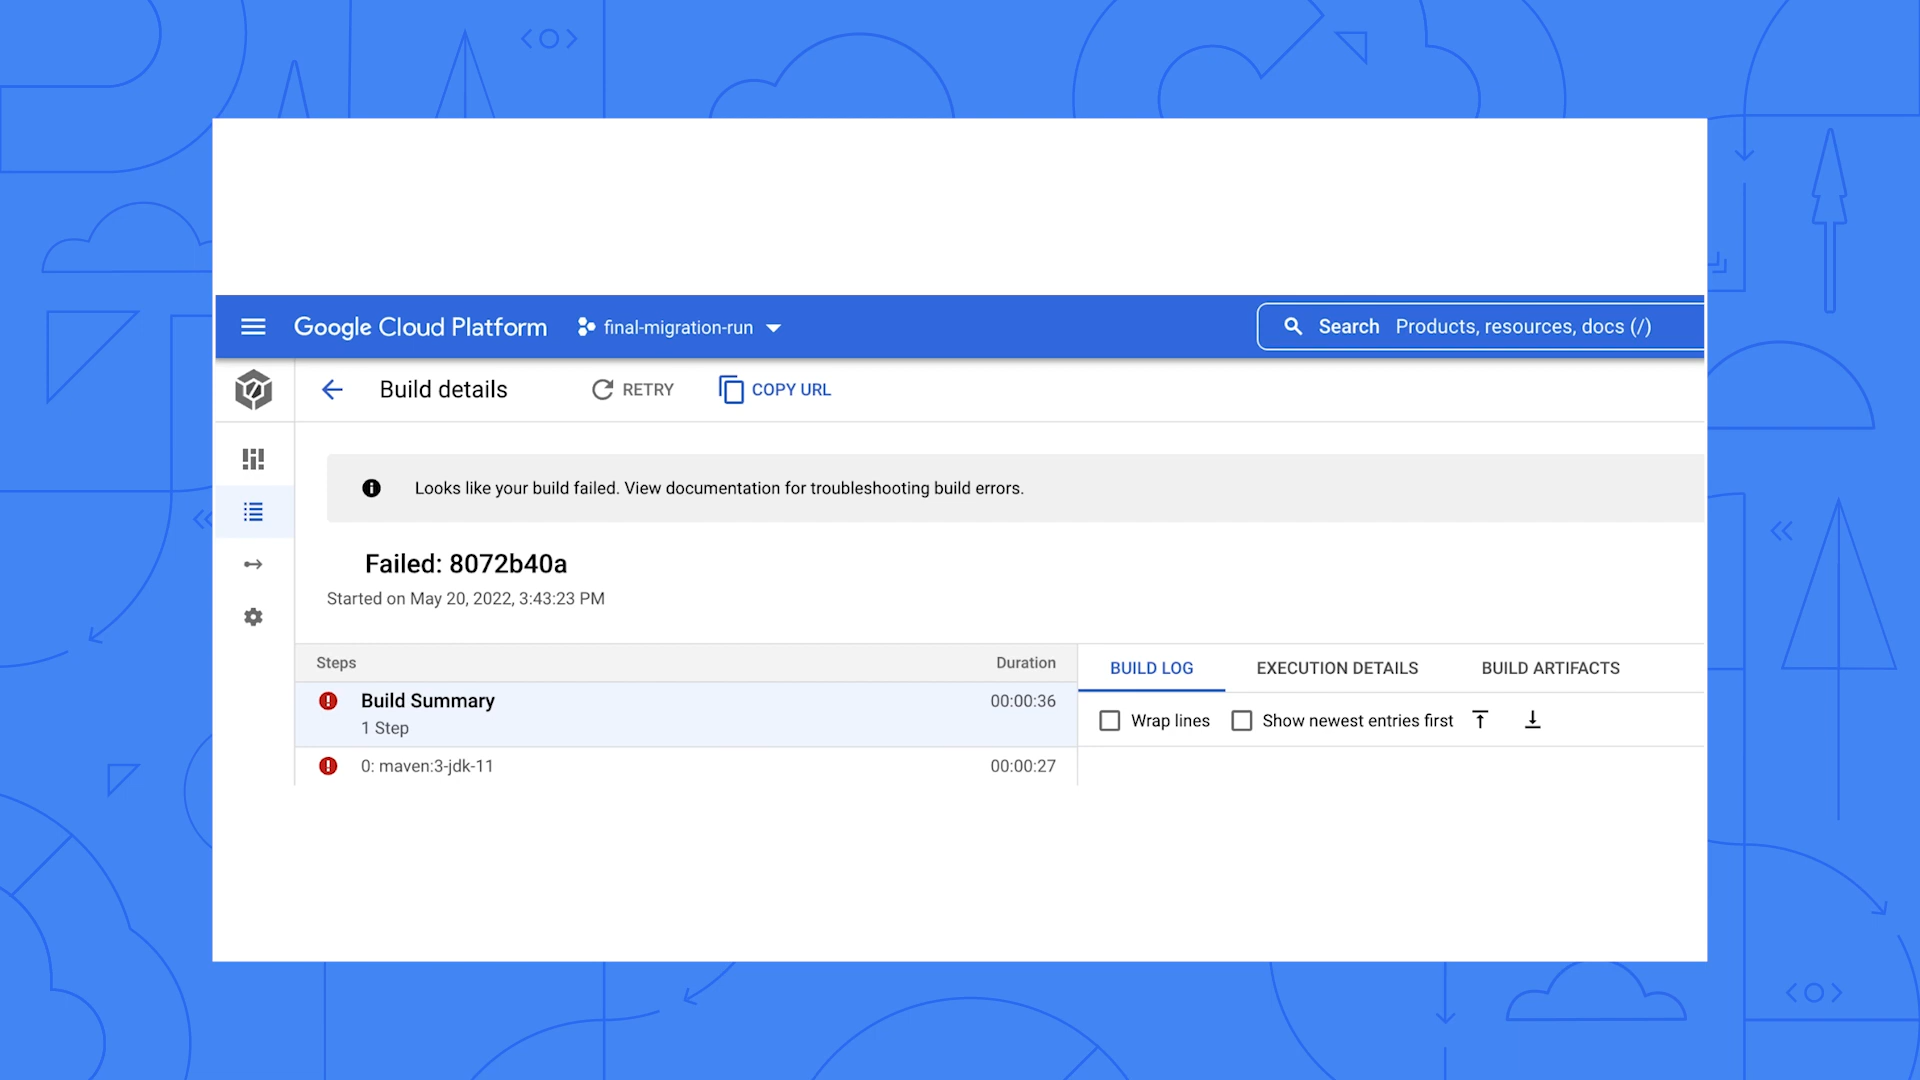 Google Cloud Platform
final-migration-run
Search Products, resources, docs (/)
Build details
RETRY
COPY URL
Looks like your build failed. View documentation for troubleshooting build errors.
Failed: 8072b40a
Started on May 20, 2022, 3:43:23 PM
Steps
Duration
Build Summary
00:00:36
1 Step
0: maven:3-jdk-11
00:00:27
BUILD LOG
EXECUTION DETAILS
BUILD ARTIFACTS
Wrap lines
Show newest entries first